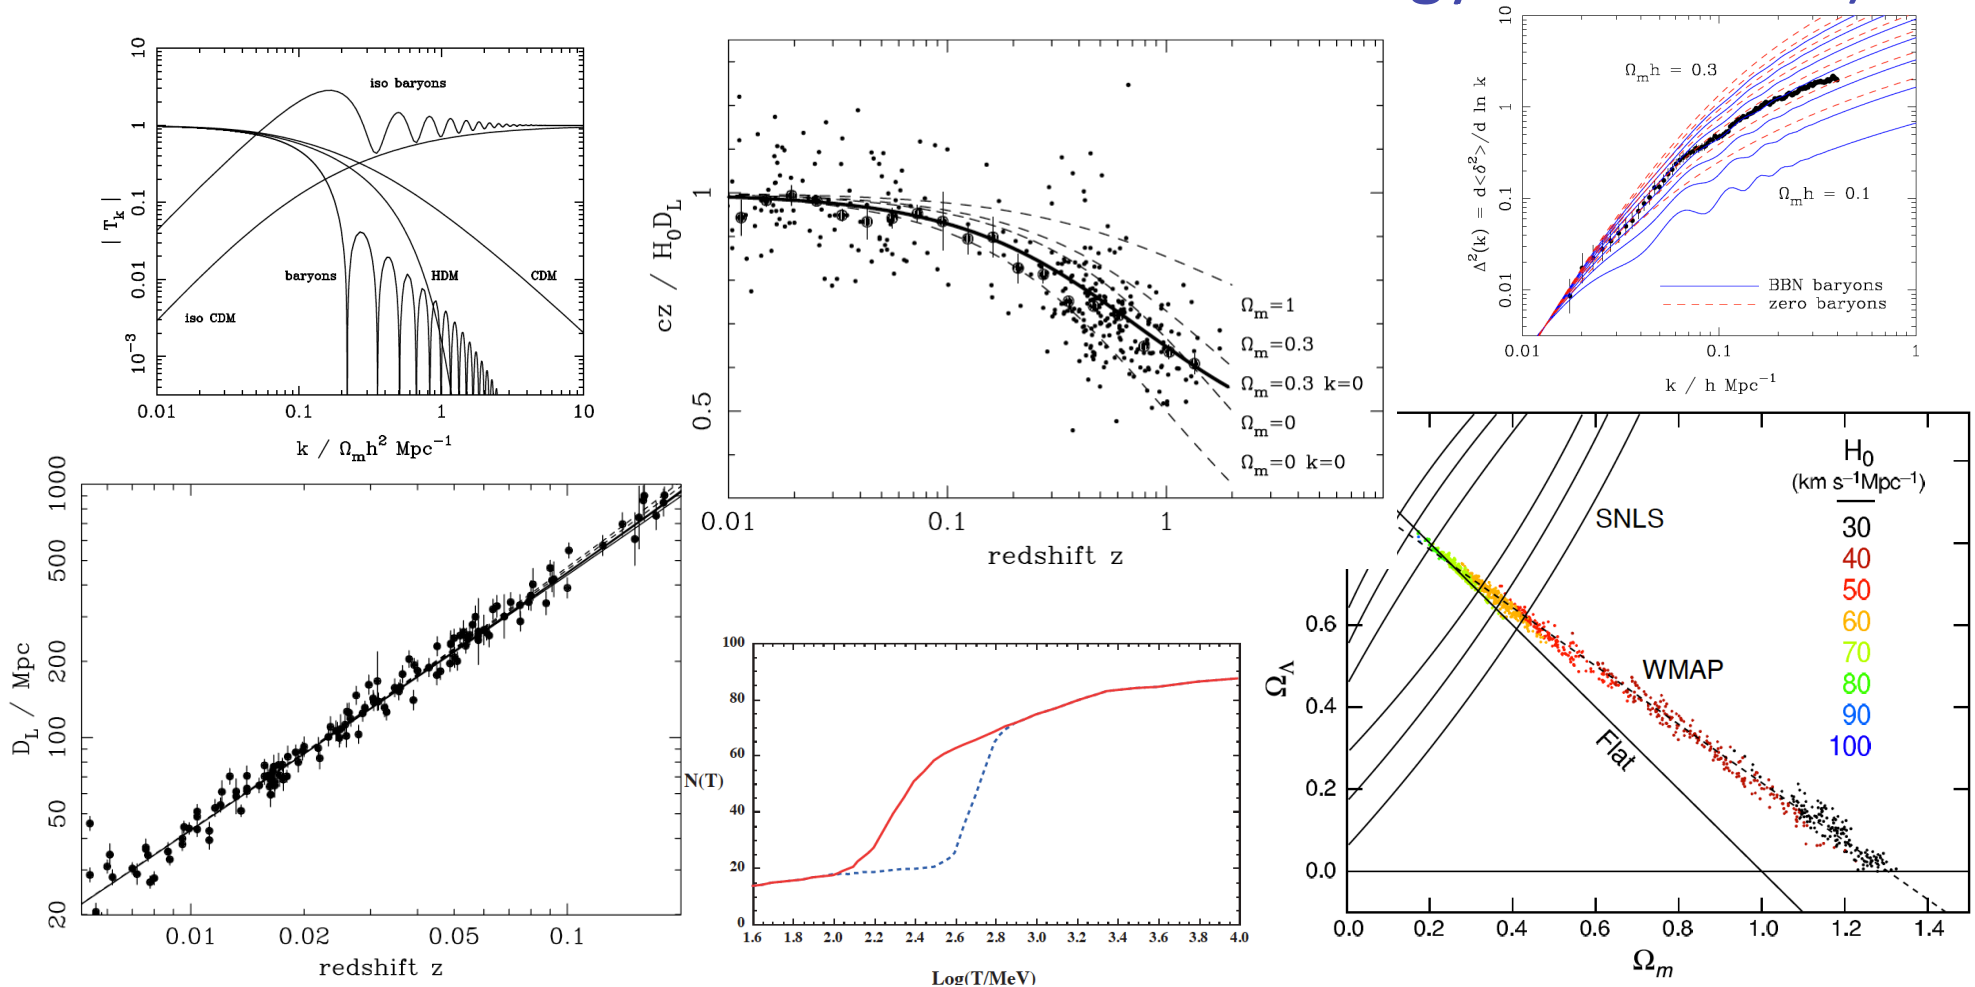 10
1
0.1
0.01
10⁻³
| T_k |
iso baryons
baryons
HDM
CDM
iso CDM
0.01
0.1
1
10
k / Ω_m h² Mpc⁻¹
1
0.5
cz / H₀D_L
Ω_m=1
Ω_m=0.3
Ω_m=0.3 k=0
Ω_m=0
Ω_m=0 k=0
0.01
0.1
1
redshift z
10
1
0.1
0.01
Δ²(k) = d<δ²>/d ln k
Ω_m h = 0.3
Ω_m h = 0.1
BBN baryons
zero baryons
0.01
0.1
1
k / h Mpc⁻¹
1000
500
200
100
50
20
D_L / Mpc
0.01
0.02
0.05
0.1
redshift z
100
80
60
40
20
0
N(T)
1.6
1.8
2.0
2.2
2.4
2.6
2.8
3.0
3.2
3.4
3.6
3.8
4.0
Log(T/MeV)
H₀
(km s⁻¹Mpc⁻¹)
30
40
50
60
70
80
90
100
SNLS
WMAP
Flat
0.6
0.4
0.2
0.0
Ω_Λ
0.0
0.2
0.4
0.6
0.8
1.0
1.2
1.4
Ω_m